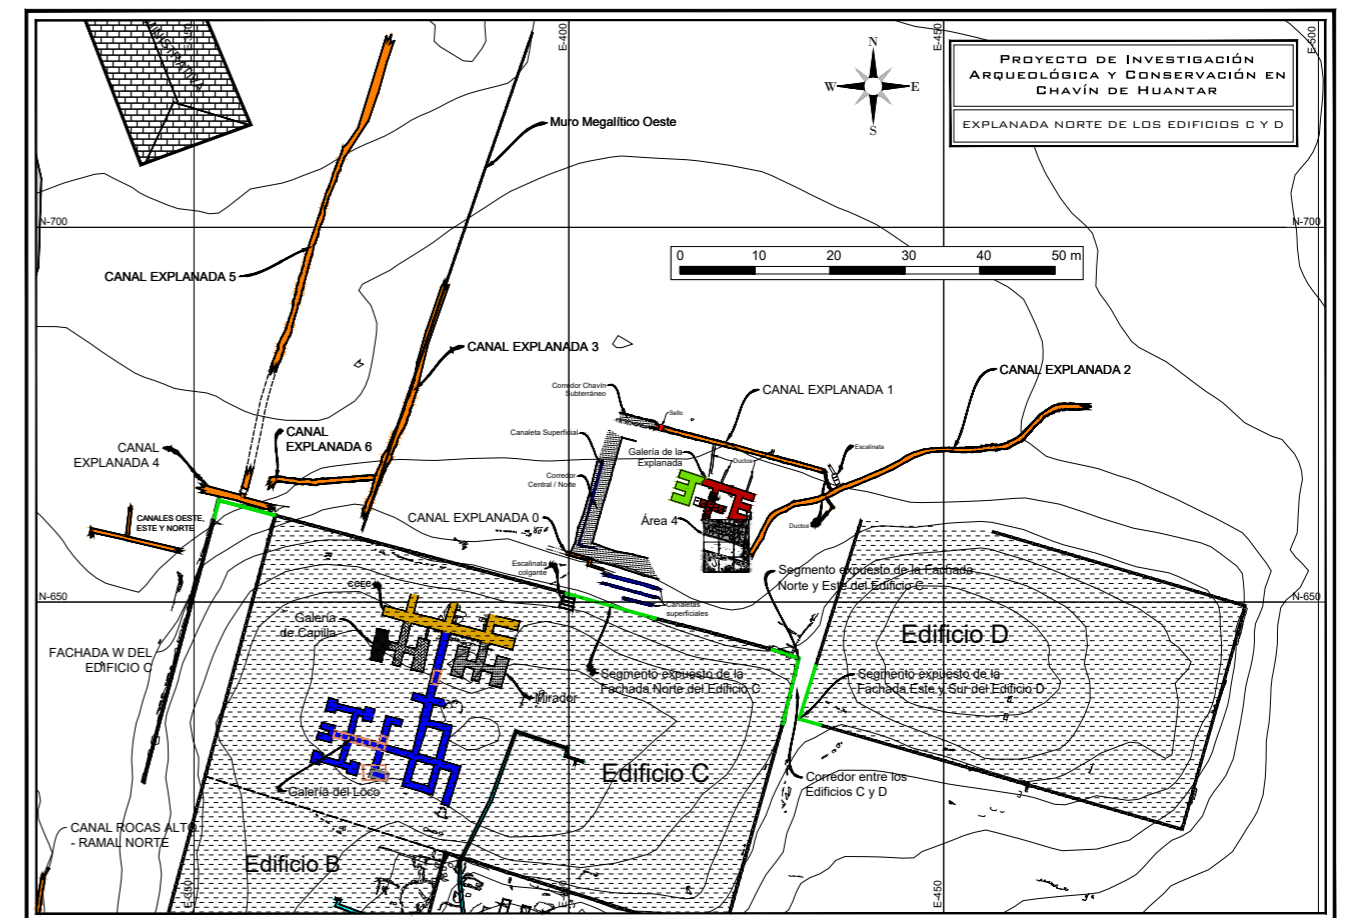 PROYECTO DE INVESTIGACIÓN
ARQUEOLÓGICA Y CONSERVACIÓN EN
CHAVÍN DE HUANTAR
EXPLANADA NORTE DE LOS EDIFICIOS C Y D
E-400
E-450
E-500
N
W
E
S
Muro Megalítico Oeste
N-700
N-700
0 10 20 30 40 50 m
CANAL EXPLANADA 5
CANAL EXPLANADA 3
CANAL EXPLANADA 2
CANAL EXPLANADA 1
Corredor Chavín
Subterráneo
Sello
Canaleta Superficial
CANAL
EXPLANADA 6
CANAL
EXPLANADA 4
Galería de la
Explanada
Ductos
Escalinata
Corredor
Central / Norte
CANALES OESTE,
ESTE Y NORTE
CANAL EXPLANADA 0
Área 4
Ductos
Escalinata
colgante
Segmento expuesto de la Fachada
Norte y Este del Edificio C
CCEC
N-650
N-650
Canaletas
superficiales
Galería
de Capilla
Edificio D
FACHADA W DEL
EDIFICIO C
Segmento expuesto de la
Fachada Norte del Edificio C
Segmento expuesto de la
Fachada Este y Sur del Edificio D
Mirador
Edificio C
Corredor entre los
Edificios C y D
Galería del Loco
CANAL ROCAS ALTO
- RAMAL NORTE
Edificio B
E-350
E-450